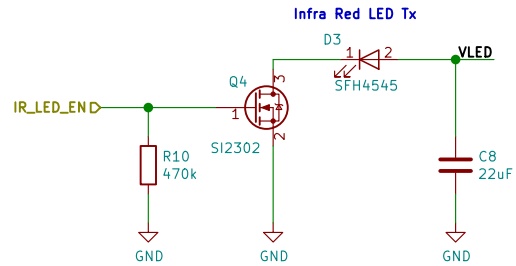 Infra Red LED Tx
D3
1
2
VLED
SFH4545
Q4
3
IR_LED_EN
1
2
SI2302
R10
470k
C8
22uF
GND
GND
GND